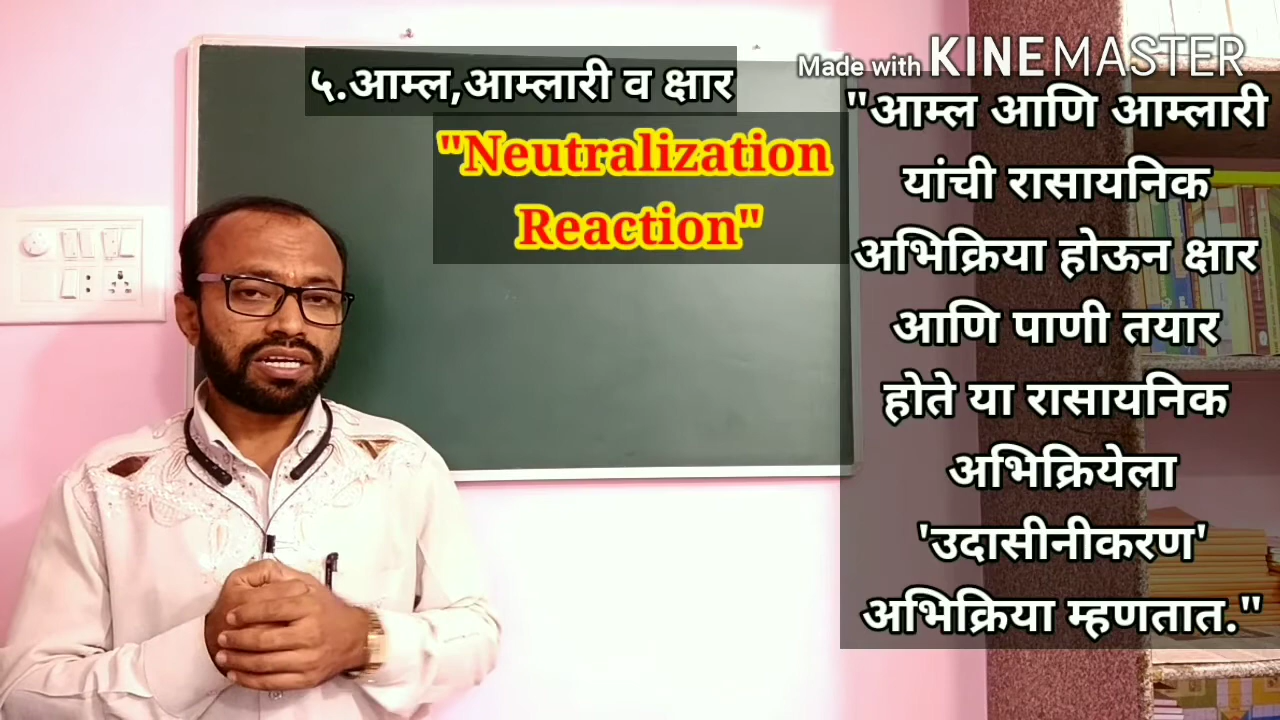 ५.आम्ल,आम्लारी व क्षार
"Neutralization
Reaction"
Made with KINEMASTER
"आम्ल आणि आम्लारी
यांची रासायनिक
अभिक्रिया होऊन क्षार
आणि पाणी तयार
होते या रासायनिक
अभिक्रियेला
'उदासीनीकरण'
अभिक्रिया म्हणतात."